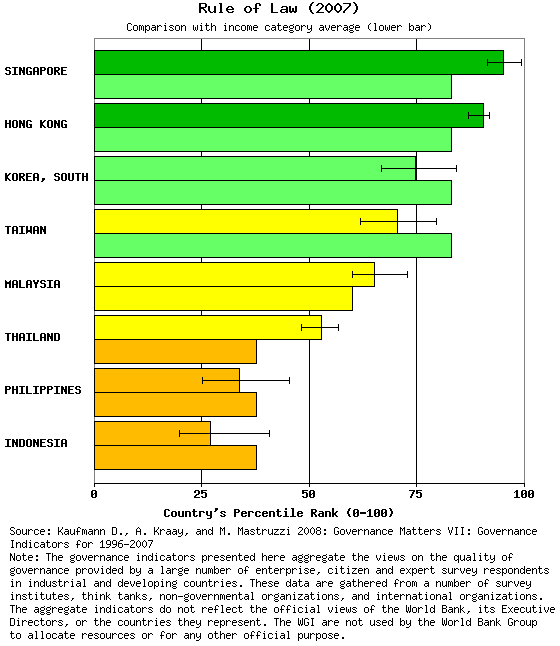 Rule of Law (2007)
Comparison with income category average (lower bar)
SINGAPORE
HONG KONG
KOREA, SOUTH
TAIWAN
MALAYSIA
THAILAND
PHILIPPINES
INDONESIA
0 25 50 75 100
Country's Percentile Rank (0-100)
Source: Kaufmann D., A. Kraay, and M. Mastruzzi 2008: Governance Matters VII: Governance
Indicators for 1996-2007
Note: The governance indicators presented here aggregate the views on the quality of
governance provided by a large number of enterprise, citizen and expert survey respondents
in industrial and developing countries. These data are gathered from a number of survey
institutes, think tanks, non-governmental organizations, and international organizations.
The aggregate indicators do not reflect the official views of the World Bank, its Executive
Directors, or the countries they represent. The WGI are not used by the World Bank Group
to allocate resources or for any other official purpose.